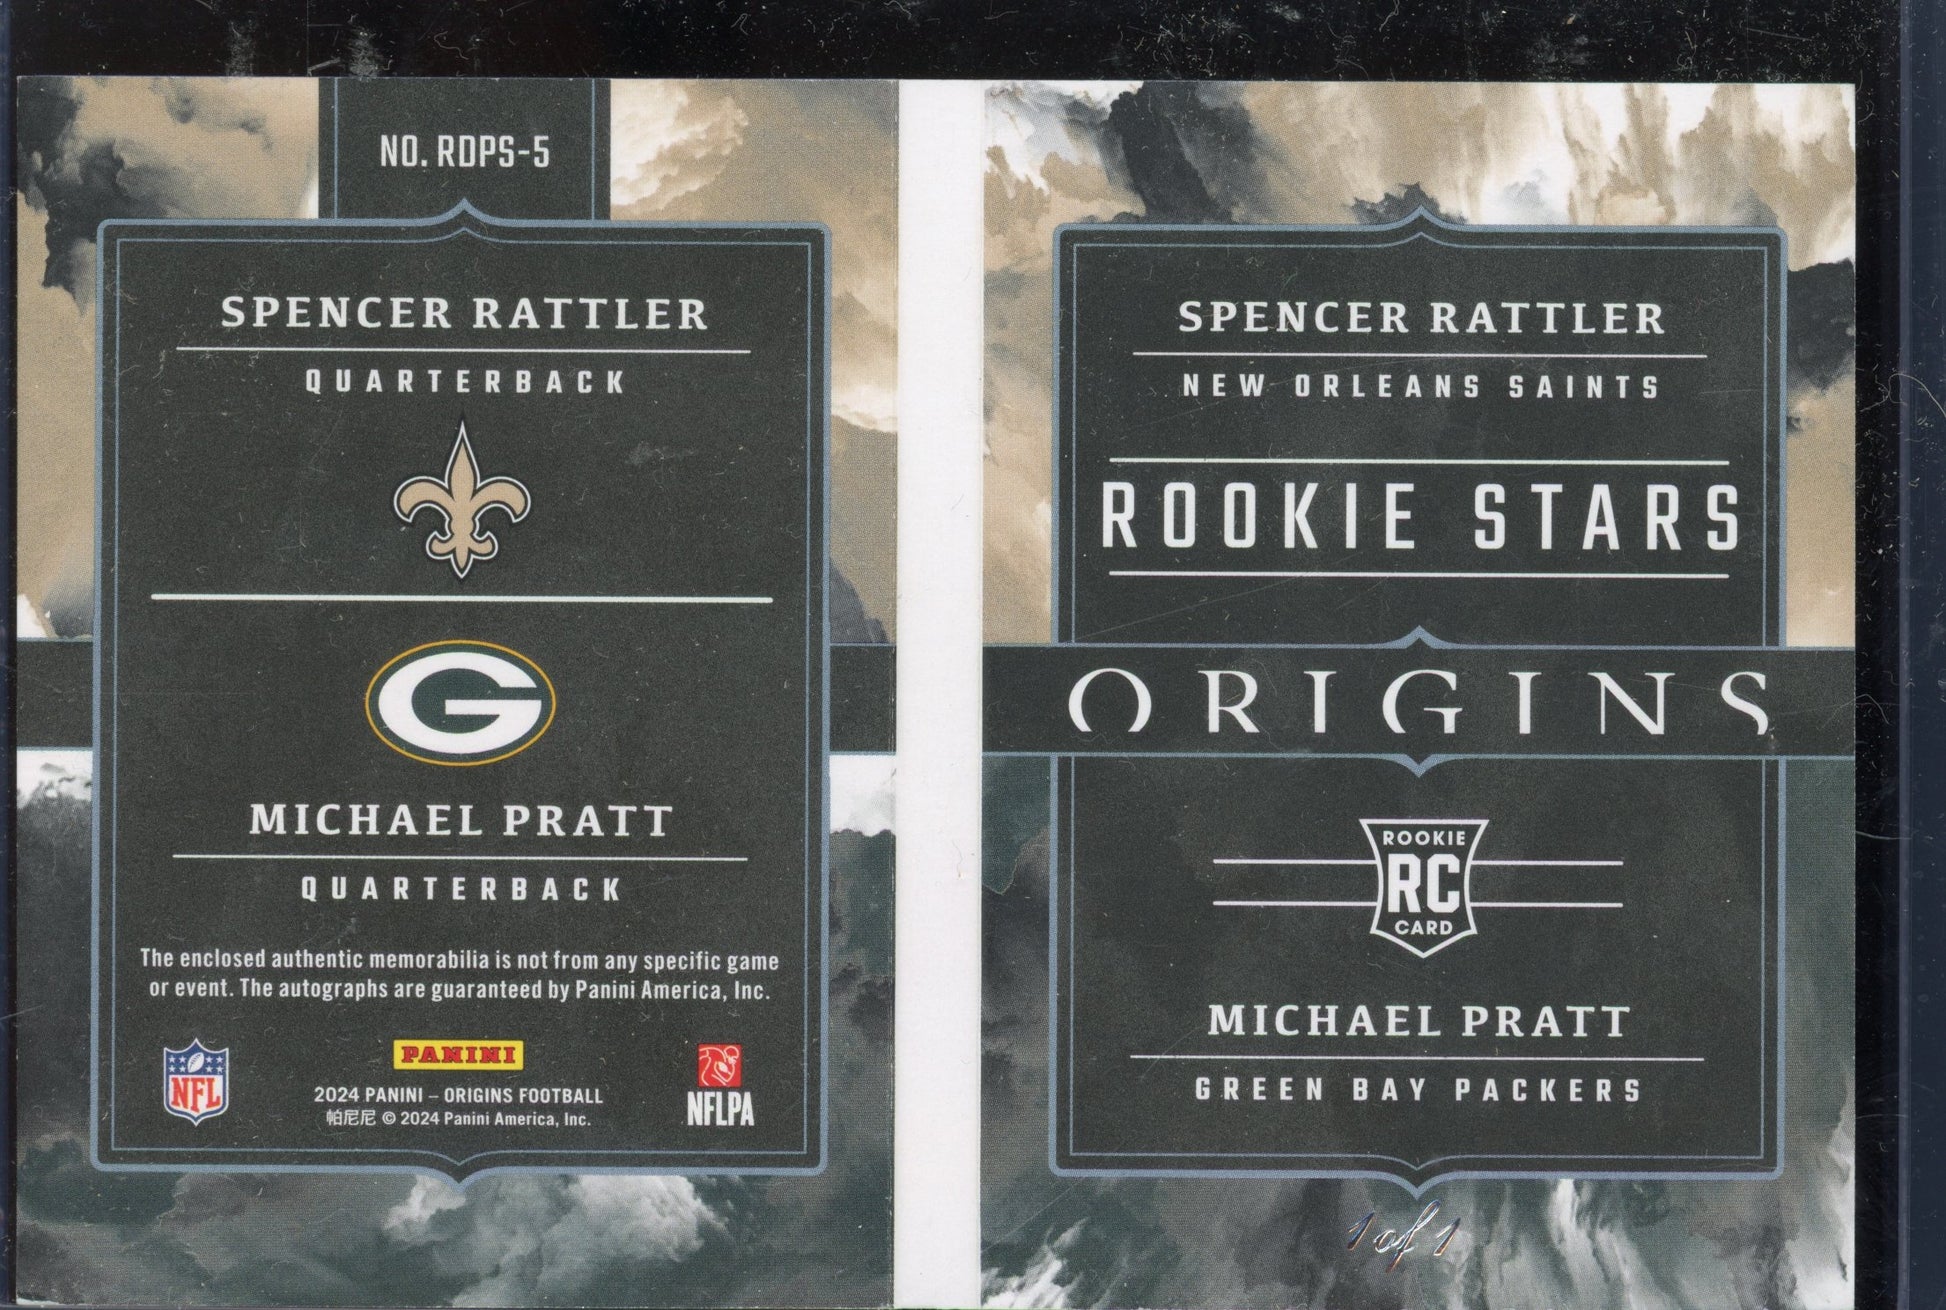 NO. RDPS-5
SPENCER RATTLER
QUARTERBACK
G
MICHAEL PRATT
QUARTERBACK
The enclosed authentic memorabilia is not from any specific game
or event. The autographs are guaranteed by Panini America, Inc.
NFL
PANINI
2024 PANINI – ORIGINS FOOTBALL
帕尼尼 © 2024 Panini America, Inc.
NFLPA
SPENCER RATTLER
NEW ORLEANS SAINTS
ROOKIE STARS
ORIGINS
ROOKIE
RC
CARD
MICHAEL PRATT
GREEN BAY PACKERS
1 of 1